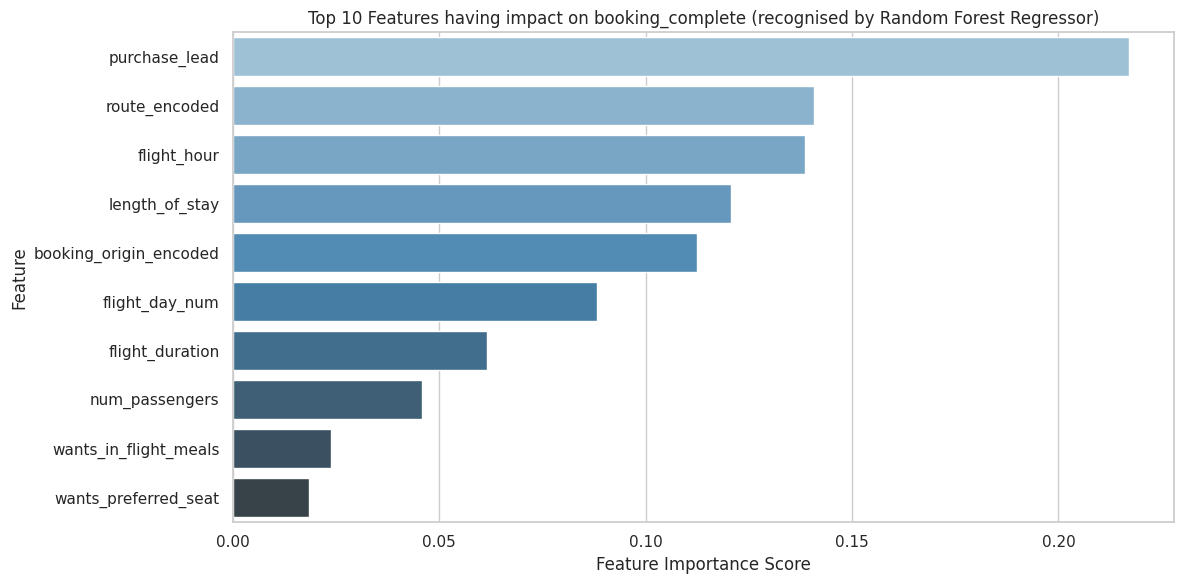 Top 10 Features having impact on booking_complete (recognised by Random Forest Regressor)
Feature
purchase_lead
route_encoded
flight_hour
length_of_stay
booking_origin_encoded
flight_day_num
flight_duration
num_passengers
wants_in_flight_meals
wants_preferred_seat
0.00 0.05 0.10 0.15 0.20
Feature Importance Score